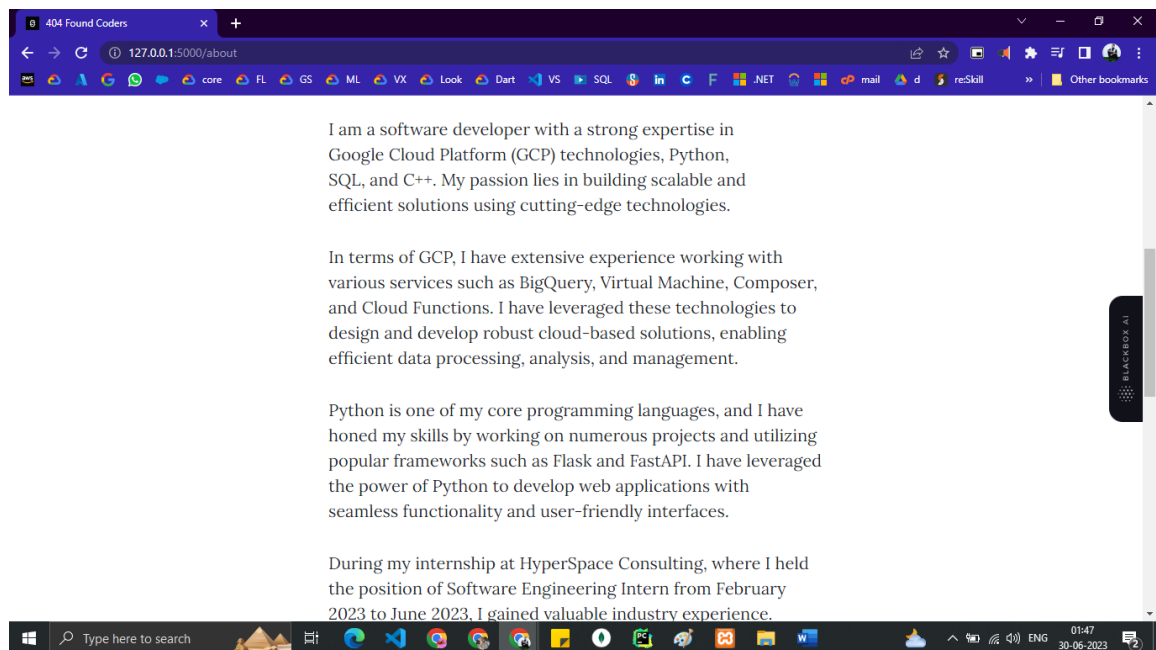 404 Found Coders
127.0.0.1:5000/about
aws core FL GS ML VX Look Dart VS SQL in C F .NET cP mail d re:Skill » Other bookmarks
I am a software developer with a strong expertise in
Google Cloud Platform (GCP) technologies, Python,
SQL, and C++. My passion lies in building scalable and
efficient solutions using cutting-edge technologies.
In terms of GCP, I have extensive experience working with
various services such as BigQuery, Virtual Machine, Composer,
and Cloud Functions. I have leveraged these technologies to
design and develop robust cloud-based solutions, enabling
efficient data processing, analysis, and management.
BLACKBOX AI
Python is one of my core programming languages, and I have
honed my skills by working on numerous projects and utilizing
popular frameworks such as Flask and FastAPI. I have leveraged
the power of Python to develop web applications with
seamless functionality and user-friendly interfaces.
During my internship at HyperSpace Consulting, where I held
the position of Software Engineering Intern from February
2023 to June 2023, I gained valuable industry experience.
Type here to search
ENG
01:47
30-06-2023
2